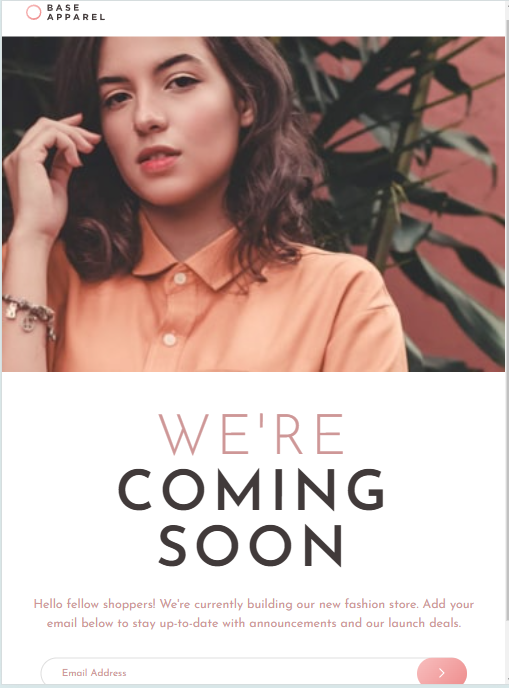 BASE
APPAREL
WE'RE
COMING
SOON
Hello fellow shoppers! We're currently building our new fashion store. Add your
email below to stay up-to-date with announcements and our launch deals.
Email Address